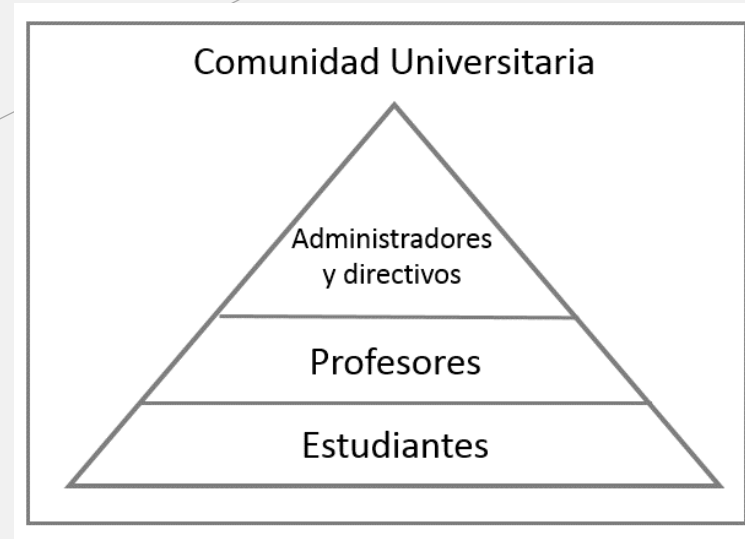 Comunidad Universitaria
Administradores
y directivos
Profesores
Estudiantes